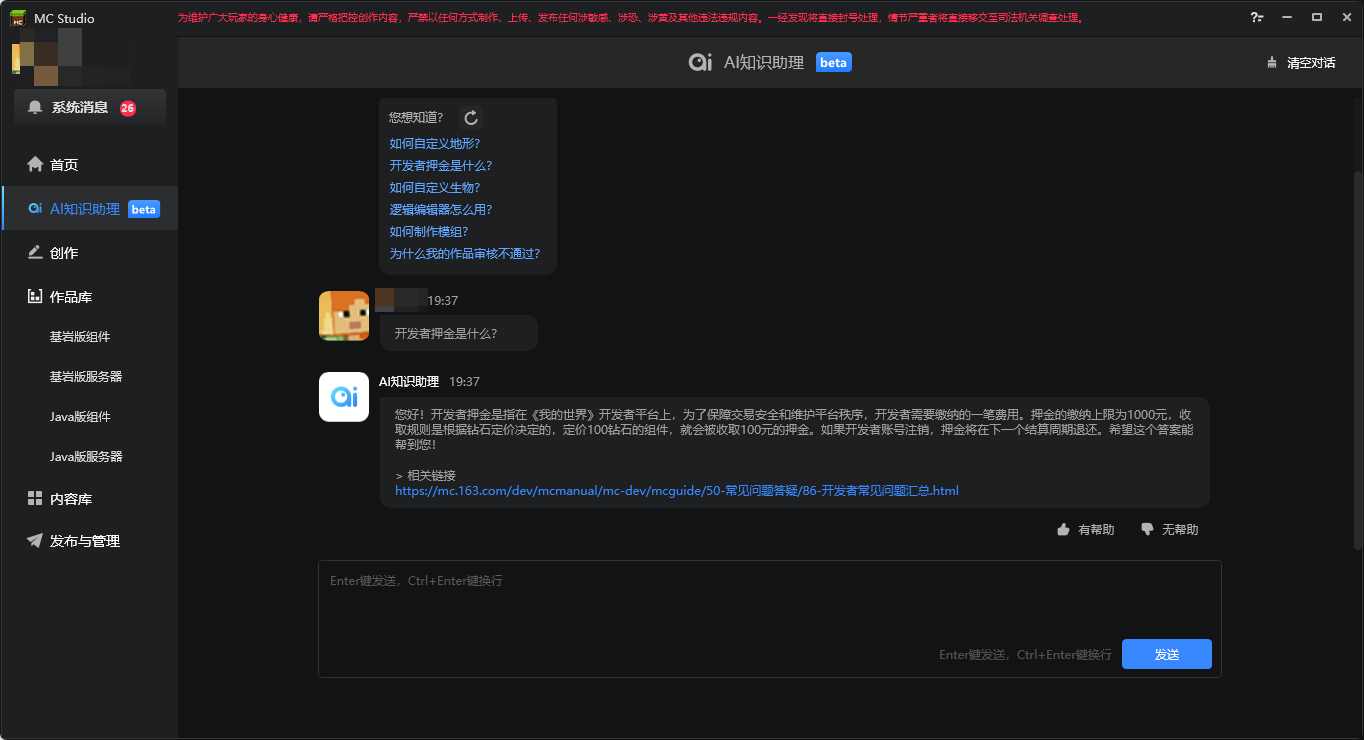 MC Studio
为维护广大玩家的身心健康，请严格把控创作内容，严禁以任何方式制作、上传、发布任何涉敏感、涉恐、涉黄及其他违法违规内容。一经发现将直接封号处理，情节严重者将直接移交至司法机关调查处理。
AI知识助理 beta
清空对话
系统消息 26
首页
AI知识助理 beta
创作
作品库
基岩版组件
基岩版服务器
Java版组件
Java版服务器
内容库
发布与管理
您想知道?
如何自定义地形?
开发者押金是什么?
如何自定义生物?
逻辑编辑器怎么用?
如何制作模组?
为什么我的作品审核不通过?
19:37
开发者押金是什么?
AI知识助理 19:37
您好！开发者押金是指在《我的世界》开发者平台上，为了保障交易安全和维护平台秩序，开发者需要缴纳的一笔费用。押金的缴纳上限为1000元，收
取规则是根据钻石定价决定的，定价100钻石的组件，就会被收取100元的押金。如果开发者账号注销，押金将在下一个结算周期退还。希望这个答案能
帮到您!
> 相关链接
https://mc.163.com/dev/mcmanual/mc-dev/mcguide/50-常见问题答疑/86-开发者常见问题汇总.html
有帮助
无帮助
Enter键发送，Ctrl+Enter键换行
Enter键发送，Ctrl+Enter键换行
发送